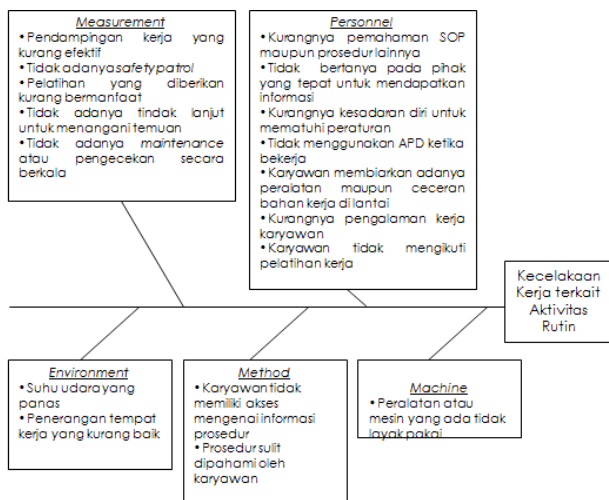 Measurement
• Pendampingan kerja yang
kurang efektif
• Tidak adanya safety patrol
• Pelatihan yang diberikan
kurang bermanfaat
• Tidak adanya tindak lanjut
untuk menangani temuan
• Tidak adanya maintenance
atau pengecekan secara
berkala
Personnel
• Kurangnya pemahaman SOP
maupun prosedur lainnya
• Tidak bertanya pada pihak
yang tepat untuk mendapatkan
informasi
• Kurangnya kesadaran diri untuk
mematuhi peraturan
• Tidak menggunakan APD ketika
bekerja
• Karyawan membiarkan adanya
peralatan maupun ceceran
bahan kerja di lantai
• Kurangnya pengalaman kerja
karyawan
• Karyawan tidak mengikuti
pelatihan kerja
Kecelakaan
Kerja terkait
Aktivitas
Rutin
Environment
• Suhu udara yang
panas
• Penerangan tempat
kerja yang kurang baik
Method
• Karyawan tidak
memiliki akses
mengenai informasi
prosedur
• Prosedur sulit
dipahami oleh
karyawan
Machine
• Peralatan atau
mesin yang ada tidak
layak pakai